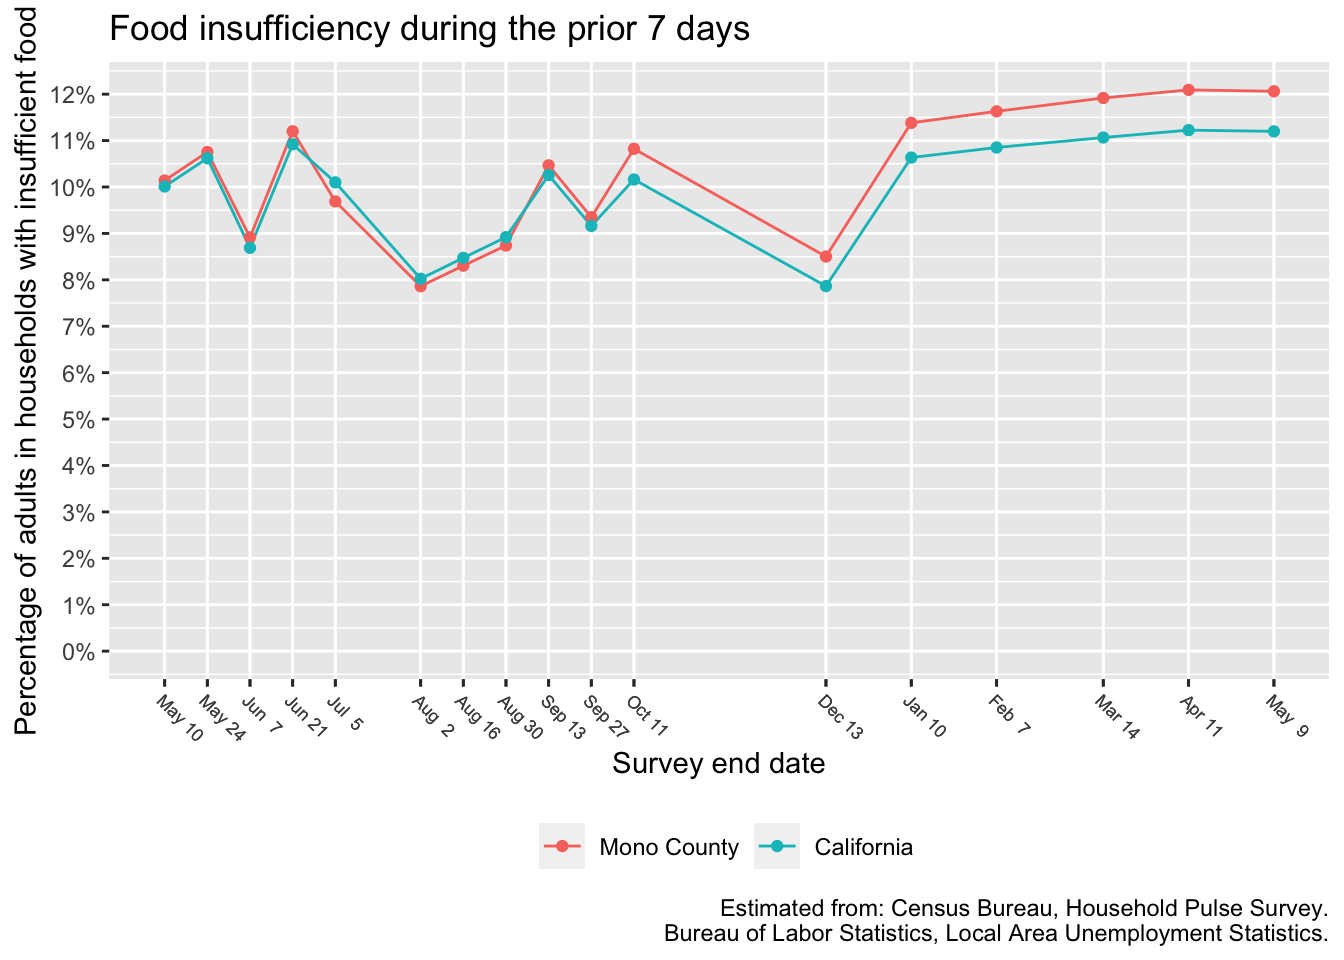 Food insufficiency during the prior 7 days
Percentage of adults in households with insufficient food
12%
11%
10%
9%
8%
7%
6%
5%
4%
3%
2%
1%
0%
May 10
May 24
Jun 7
Jun 21
Jul 5
Aug 2
Aug 16
Aug 30
Sep 13
Sep 27
Oct 11
Dec 13
Jan 10
Feb 7
Mar 14
Apr 11
May 9
Survey end date
Mono County
California
Estimated from: Census Bureau, Household Pulse Survey.
Bureau of Labor Statistics, Local Area Unemployment Statistics.